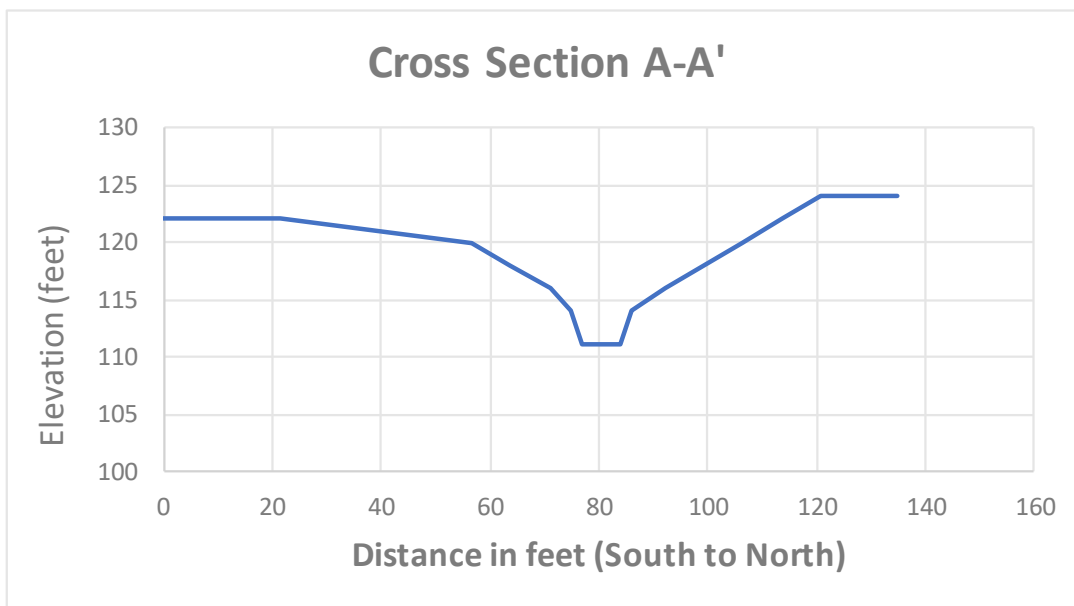 Cross Section A-A'
130
125
120
115
110
105
100
Elevation (feet)
0 20 40 60 80 100 120 140 160
Distance in feet (South to North)